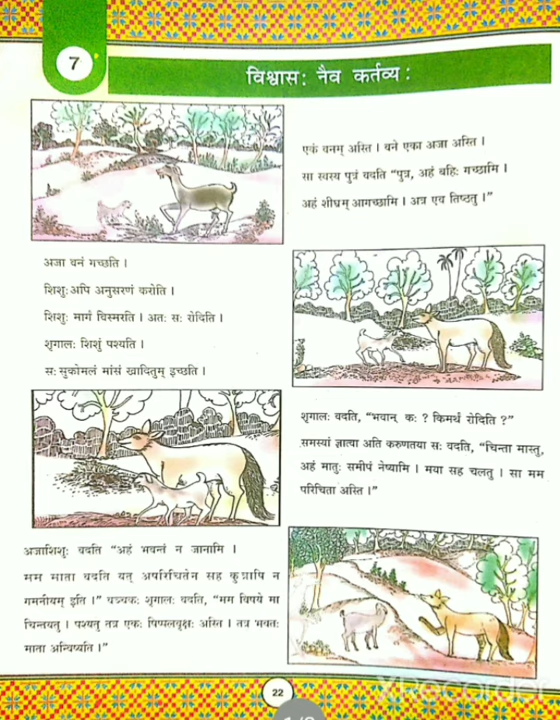 7
विश्वासः नैव कर्तव्यः
एकं वनम् अस्ति । वने एका अजा अस्ति ।
सा स्वस्य पुत्रं वदति “पुत्र, अहं बहिः गच्छामि ।
अहं शीघ्रम् आगच्छामि । अत्र एव तिष्ठतु ।”
अजा वनं गच्छति ।
शिशुःअपि अनुसरणं करोति ।
शिशुः मार्गं विस्मरति । अतः सः रोदिति ।
शृगालः शिशुं पश्यति ।
सःसुकोमलं मांसं खादितुम् इच्छति ।
शृगालः वदति, “भवान् कः ? किमर्थं रोदिति ?”
समस्यां ज्ञात्वा अति करुणतया सः वदति, “चिन्ता मास्तु,
अहं मातुः समीपं नेष्यामि । मया सह चलतु । सा मम
परिचिता अस्ति ।”
अजाशिशुः वदति “अहं भवन्तं न जानामि ।
मम माता वदति यत् अपरिचितेन सह कुत्रापि न
गमनीयम् इति ।” वञ्चकः शृगालः वदति, “मम विषये मा
चिन्तयतु । पश्यतु तत्र एकः पिप्पलवृक्षः अस्ति । तत्र भवतः
माता अन्विष्यति ।”
22
XRecorder